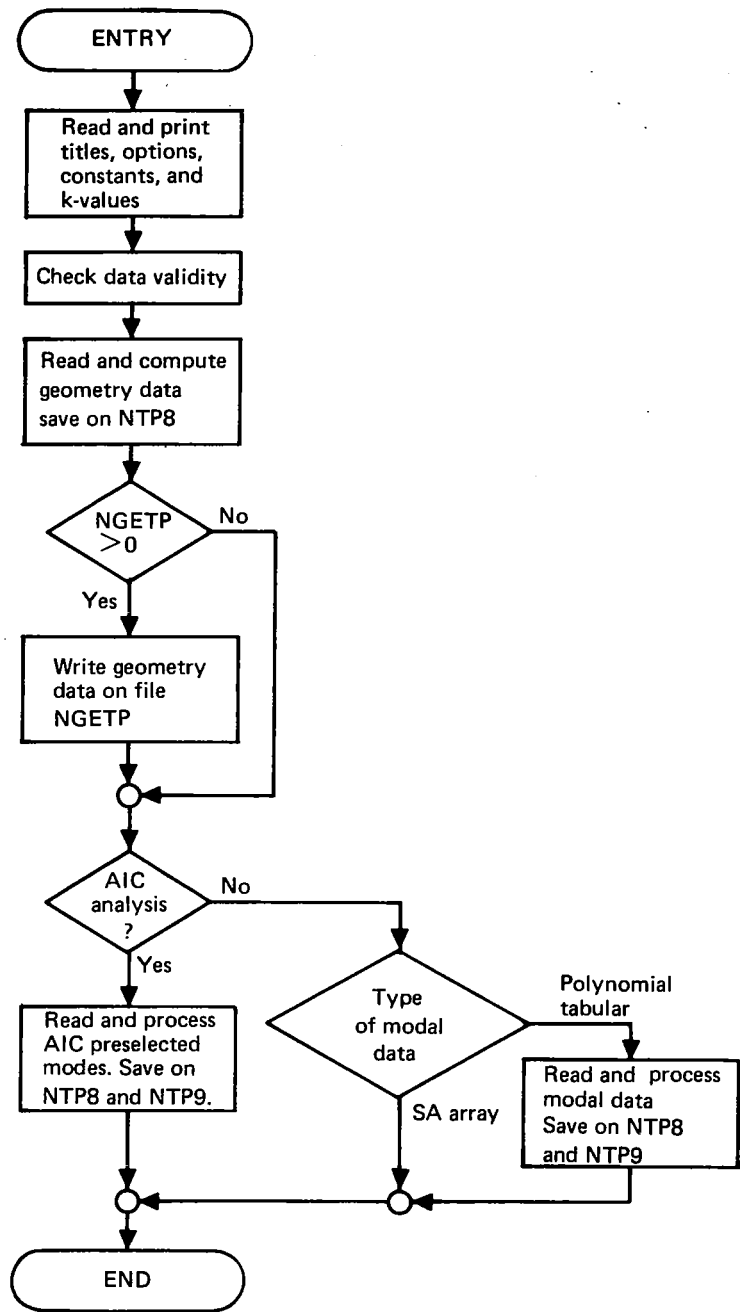 ENTRY
Read and print
titles, options,
constants, and
k-values
Check data validity
Read and compute
geometry data
save on NTP8
NGETP
>0
No
Yes
Write geometry
data on file
NGETP
AIC
analysis
?
No
Yes
Type
of modal
data
Polynomial
tabular
SA array
Read and process
AIC preselected
modes. Save on
NTP8 and NTP9.
Read and process
modal data
Save on NTP8
and NTP9
END